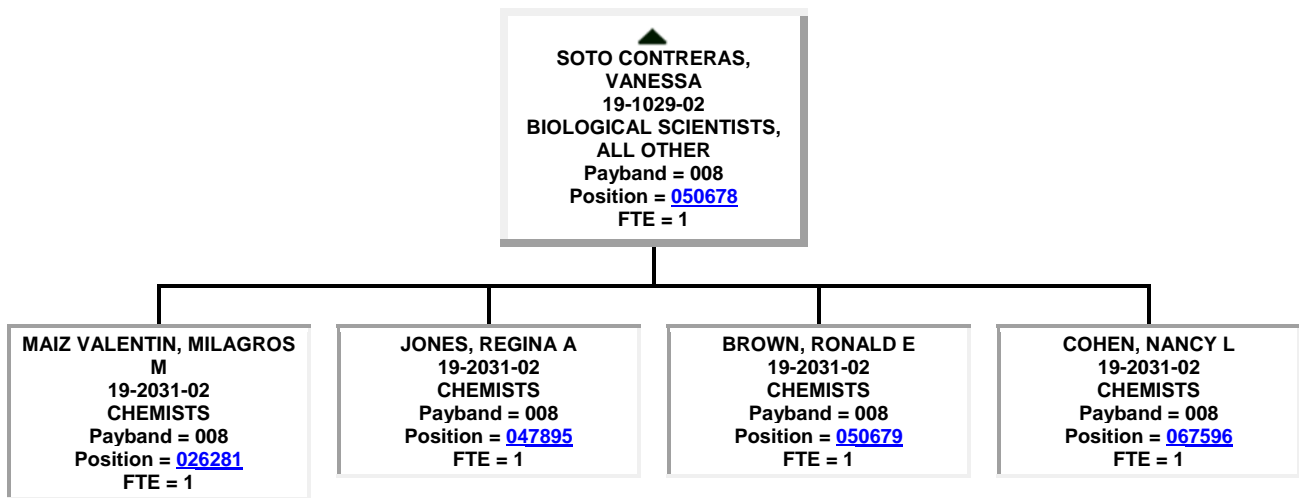 SOTO CONTRERAS,
VANESSA
19-1029-02
BIOLOGICAL SCIENTISTS,
ALL OTHER
Payband = 008
Position = 050678
FTE = 1
MAIZ VALENTIN, MILAGROS
M
19-2031-02
CHEMISTS
Payband = 008
Position = 026281
FTE = 1
JONES, REGINA A
19-2031-02
CHEMISTS
Payband = 008
Position = 047895
FTE = 1
BROWN, RONALD E
19-2031-02
CHEMISTS
Payband = 008
Position = 050679
FTE = 1
COHEN, NANCY L
19-2031-02
CHEMISTS
Payband = 008
Position = 067596
FTE = 1